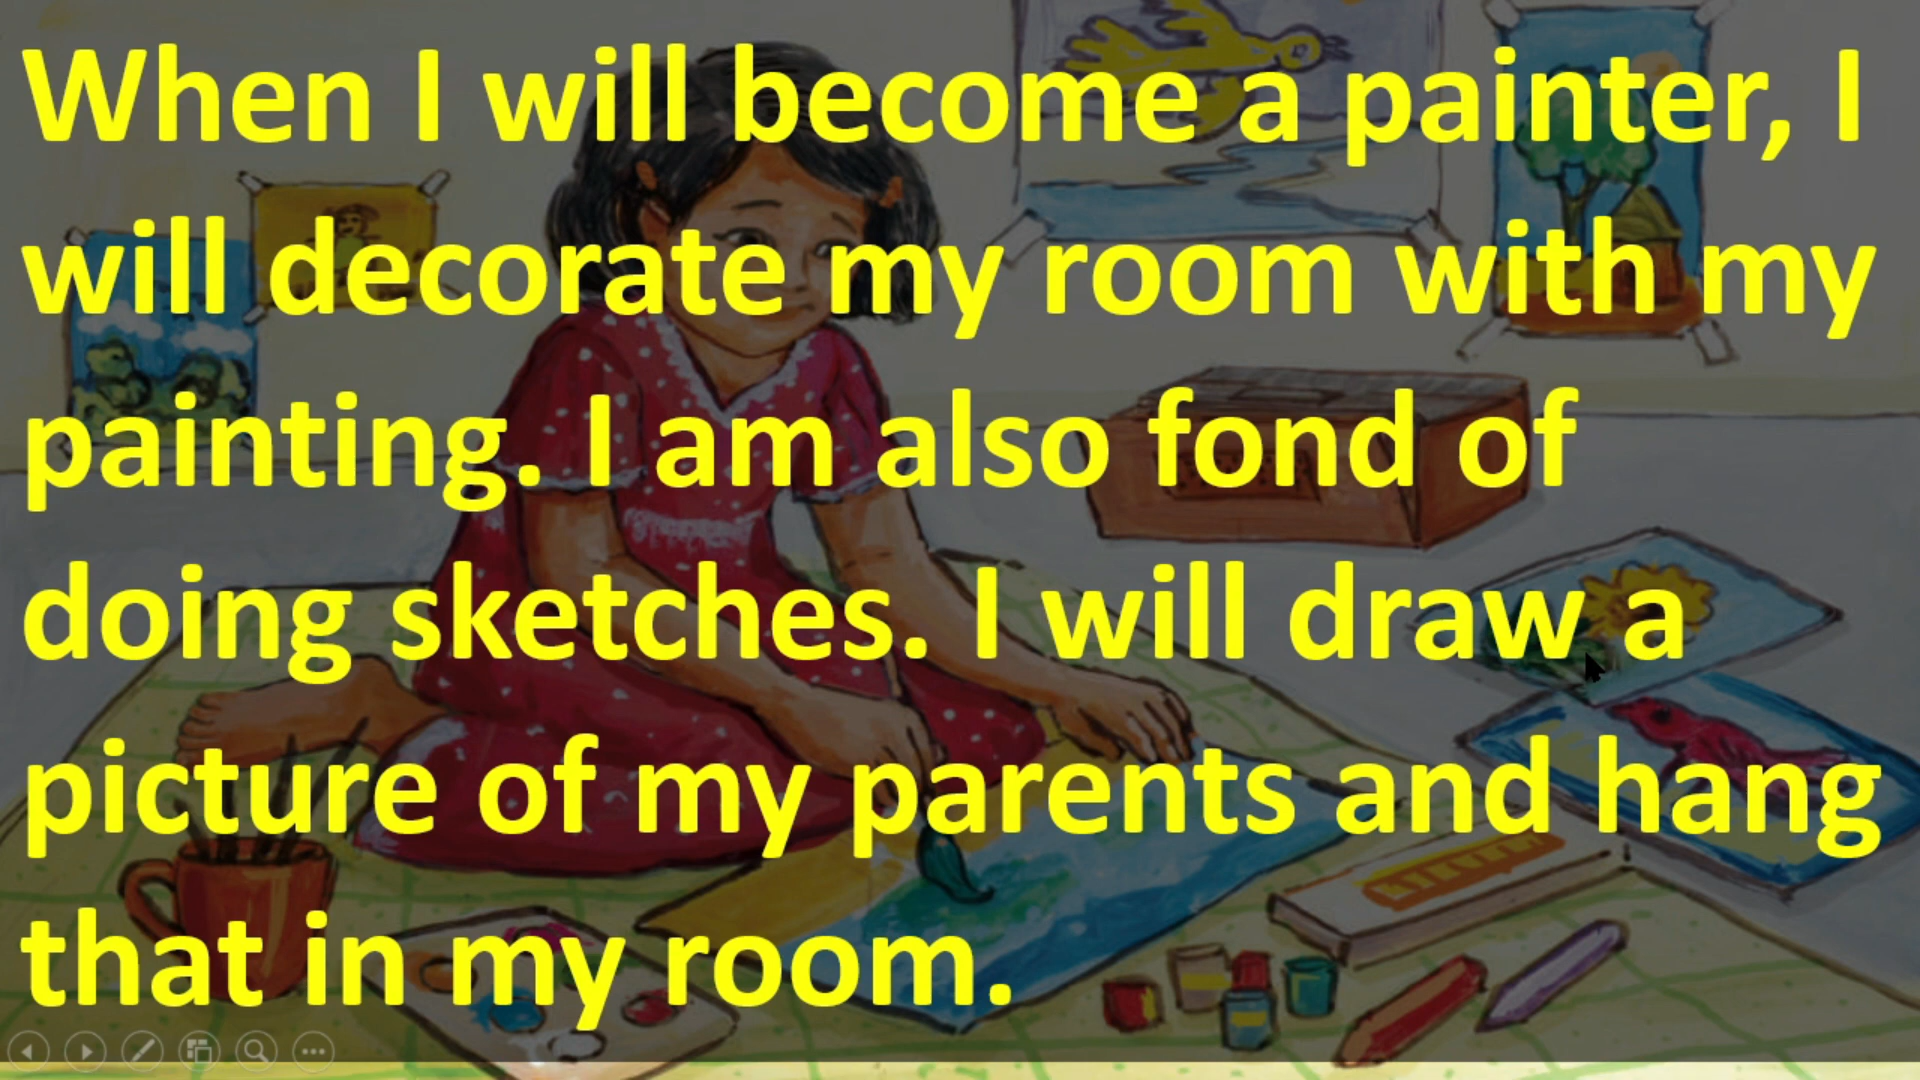 When I will become a painter, I
will decorate my room with my
painting. I am also fond of
doing sketches. I will draw a
picture of my parents and hang
that in my room.